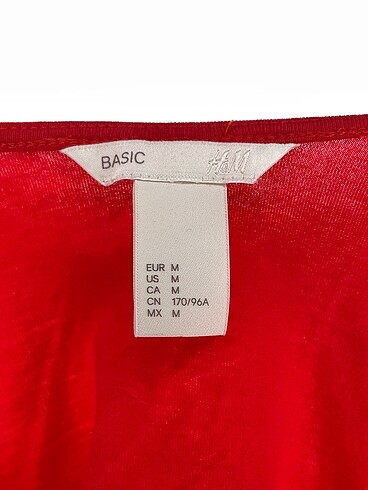 BASIC H&M
EUR M
US M
CA M
CN 170/96A
MX M